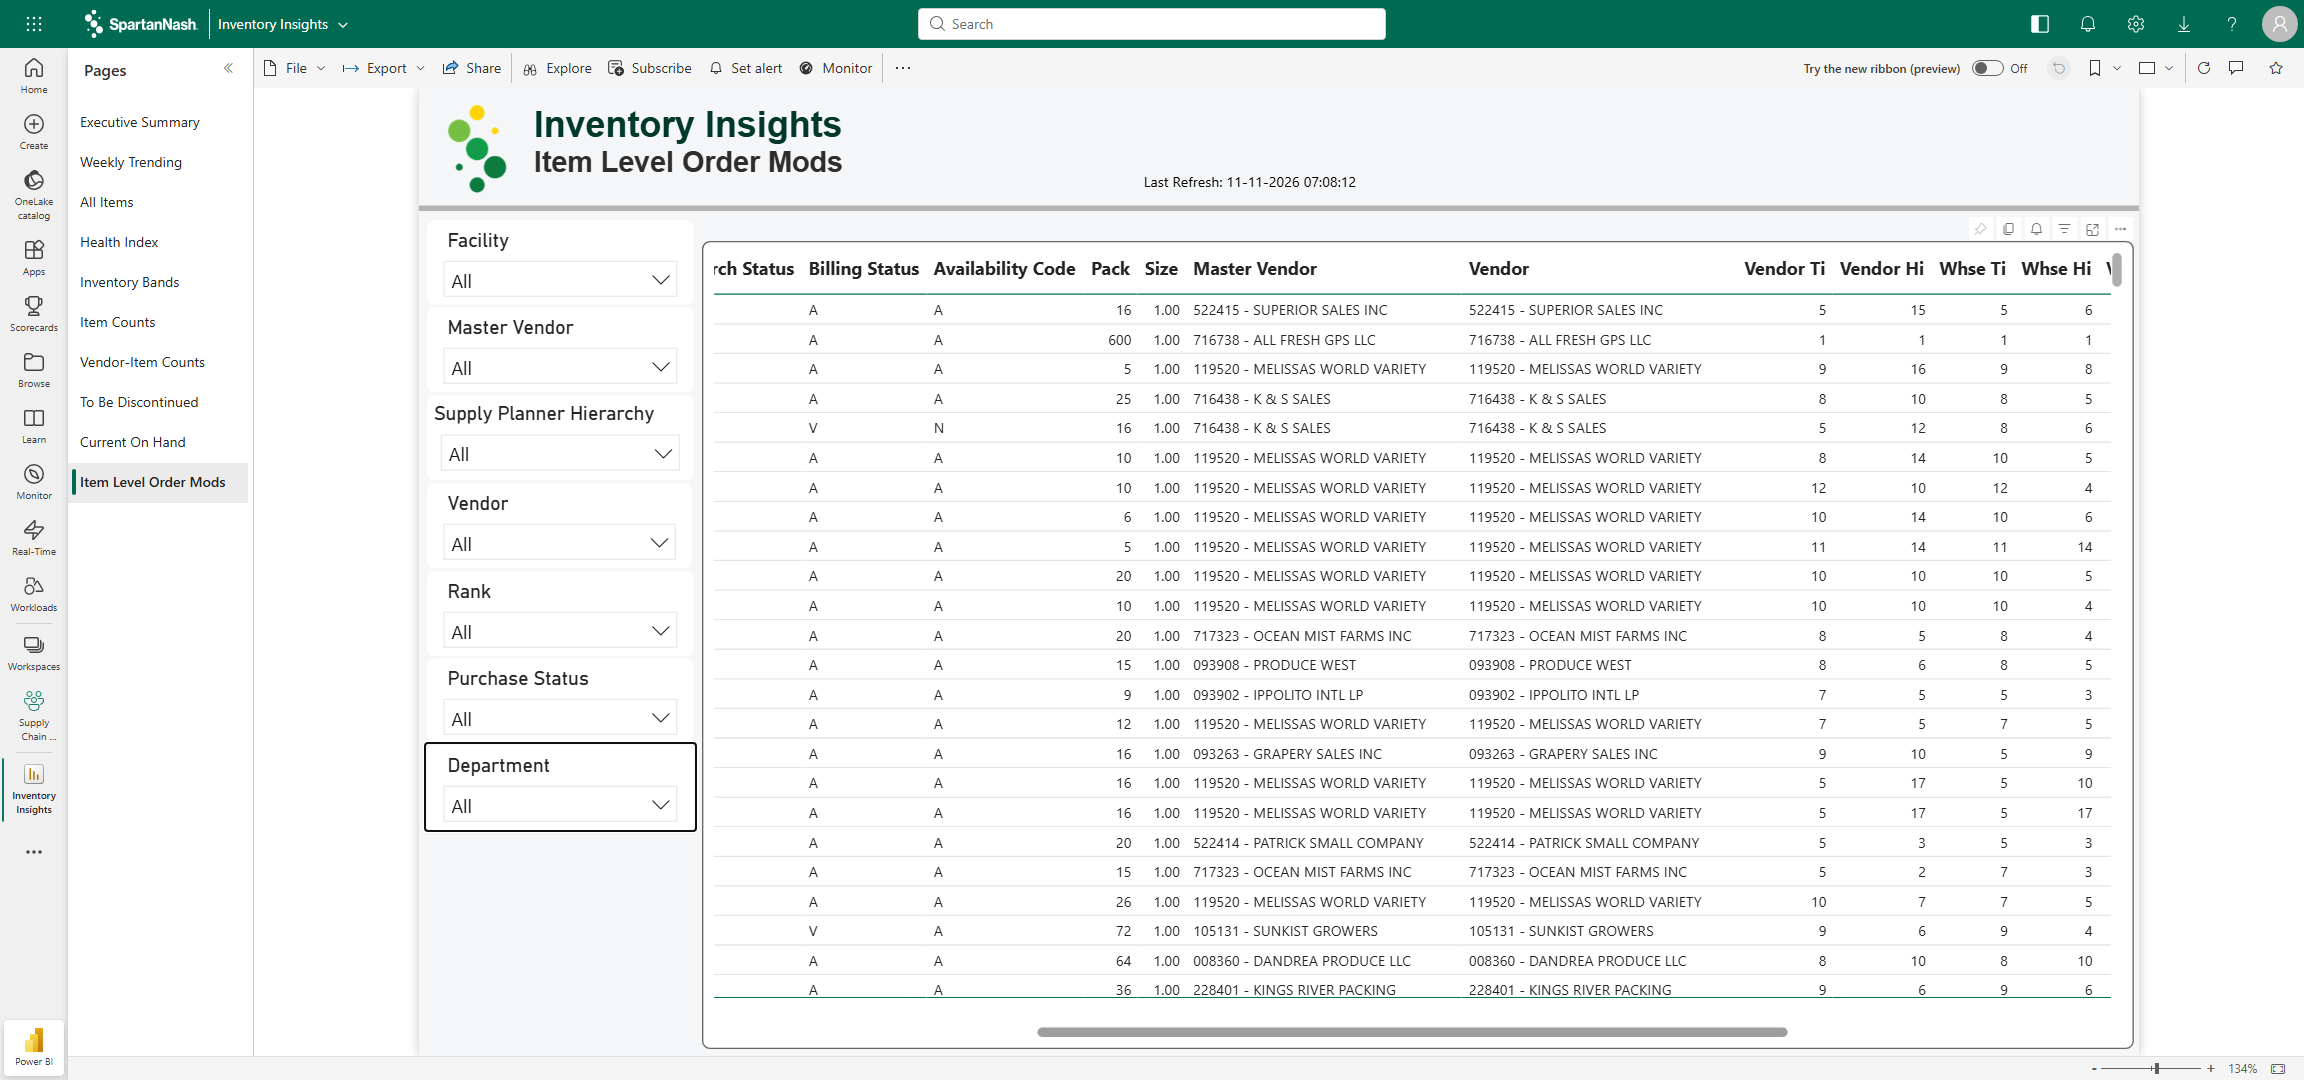 SpartanNash
Inventory Insights
Search
Home
Create
OneLake catalog
Apps
Scorecards
Browse
Learn
Monitor
Real-Time
Workloads
Workspaces
Supply Chain ...
Inventory Insights
Power BI
Pages
Executive Summary
Weekly Trending
All Items
Health Index
Inventory Bands
Item Counts
Vendor-Item Counts
To Be Discontinued
Current On Hand
Item Level Order Mods
File Export Share Explore Subscribe Set alert Monitor
Try the new ribbon (preview) Off
Inventory Insights
Item Level Order Mods
Last Refresh: 11-11-2026 07:08:12
Facility
All
Master Vendor
All
Supply Planner Hierarchy
All
Vendor
All
Rank
All
Purchase Status
All
Department
All
rch Status Billing Status Availability Code Pack Size Master Vendor Vendor Vendor Ti Vendor Hi Whse Ti Whse Hi
A A 16 1.00 522415 - SUPERIOR SALES INC 522415 - SUPERIOR SALES INC 5 15 5 6
A A 600 1.00 716738 - ALL FRESH GPS LLC 716738 - ALL FRESH GPS LLC 1 1 1 1
A A 5 1.00 119520 - MELISSAS WORLD VARIETY 119520 - MELISSAS WORLD VARIETY 9 16 9 8
A A 25 1.00 716438 - K & S SALES 716438 - K & S SALES 8 10 8 5
V N 16 1.00 716438 - K & S SALES 716438 - K & S SALES 5 12 8 6
A A 10 1.00 119520 - MELISSAS WORLD VARIETY 119520 - MELISSAS WORLD VARIETY 8 14 10 5
A A 10 1.00 119520 - MELISSAS WORLD VARIETY 119520 - MELISSAS WORLD VARIETY 12 10 12 4
A A 6 1.00 119520 - MELISSAS WORLD VARIETY 119520 - MELISSAS WORLD VARIETY 10 14 10 6
A A 5 1.00 119520 - MELISSAS WORLD VARIETY 119520 - MELISSAS WORLD VARIETY 11 14 11 14
A A 20 1.00 119520 - MELISSAS WORLD VARIETY 119520 - MELISSAS WORLD VARIETY 10 10 10 5
A A 10 1.00 119520 - MELISSAS WORLD VARIETY 119520 - MELISSAS WORLD VARIETY 10 10 10 4
A A 20 1.00 717323 - OCEAN MIST FARMS INC 717323 - OCEAN MIST FARMS INC 8 5 8 4
A A 15 1.00 093908 - PRODUCE WEST 093908 - PRODUCE WEST 8 6 8 5
A A 9 1.00 093902 - IPPOLITO INTL LP 093902 - IPPOLITO INTL LP 7 5 5 3
A A 12 1.00 119520 - MELISSAS WORLD VARIETY 119520 - MELISSAS WORLD VARIETY 7 5 7 5
A A 16 1.00 093263 - GRAPERY SALES INC 093263 - GRAPERY SALES INC 9 10 5 9
A A 16 1.00 119520 - MELISSAS WORLD VARIETY 119520 - MELISSAS WORLD VARIETY 5 17 5 10
A A 16 1.00 119520 - MELISSAS WORLD VARIETY 119520 - MELISSAS WORLD VARIETY 5 17 5 17
A A 20 1.00 522414 - PATRICK SMALL COMPANY 522414 - PATRICK SMALL COMPANY 5 3 5 3
A A 15 1.00 717323 - OCEAN MIST FARMS INC 717323 - OCEAN MIST FARMS INC 5 2 7 3
A A 26 1.00 119520 - MELISSAS WORLD VARIETY 119520 - MELISSAS WORLD VARIETY 10 7 7 5
V A 72 1.00 105131 - SUNKIST GROWERS 105131 - SUNKIST GROWERS 9 6 9 4
A A 64 1.00 008360 - DANDREA PRODUCE LLC 008360 - DANDREA PRODUCE LLC 8 10 8 10
A A 36 1.00 228401 - KINGS RIVER PACKING 228401 - KINGS RIVER PACKING 9 6 9 6
- + 134%